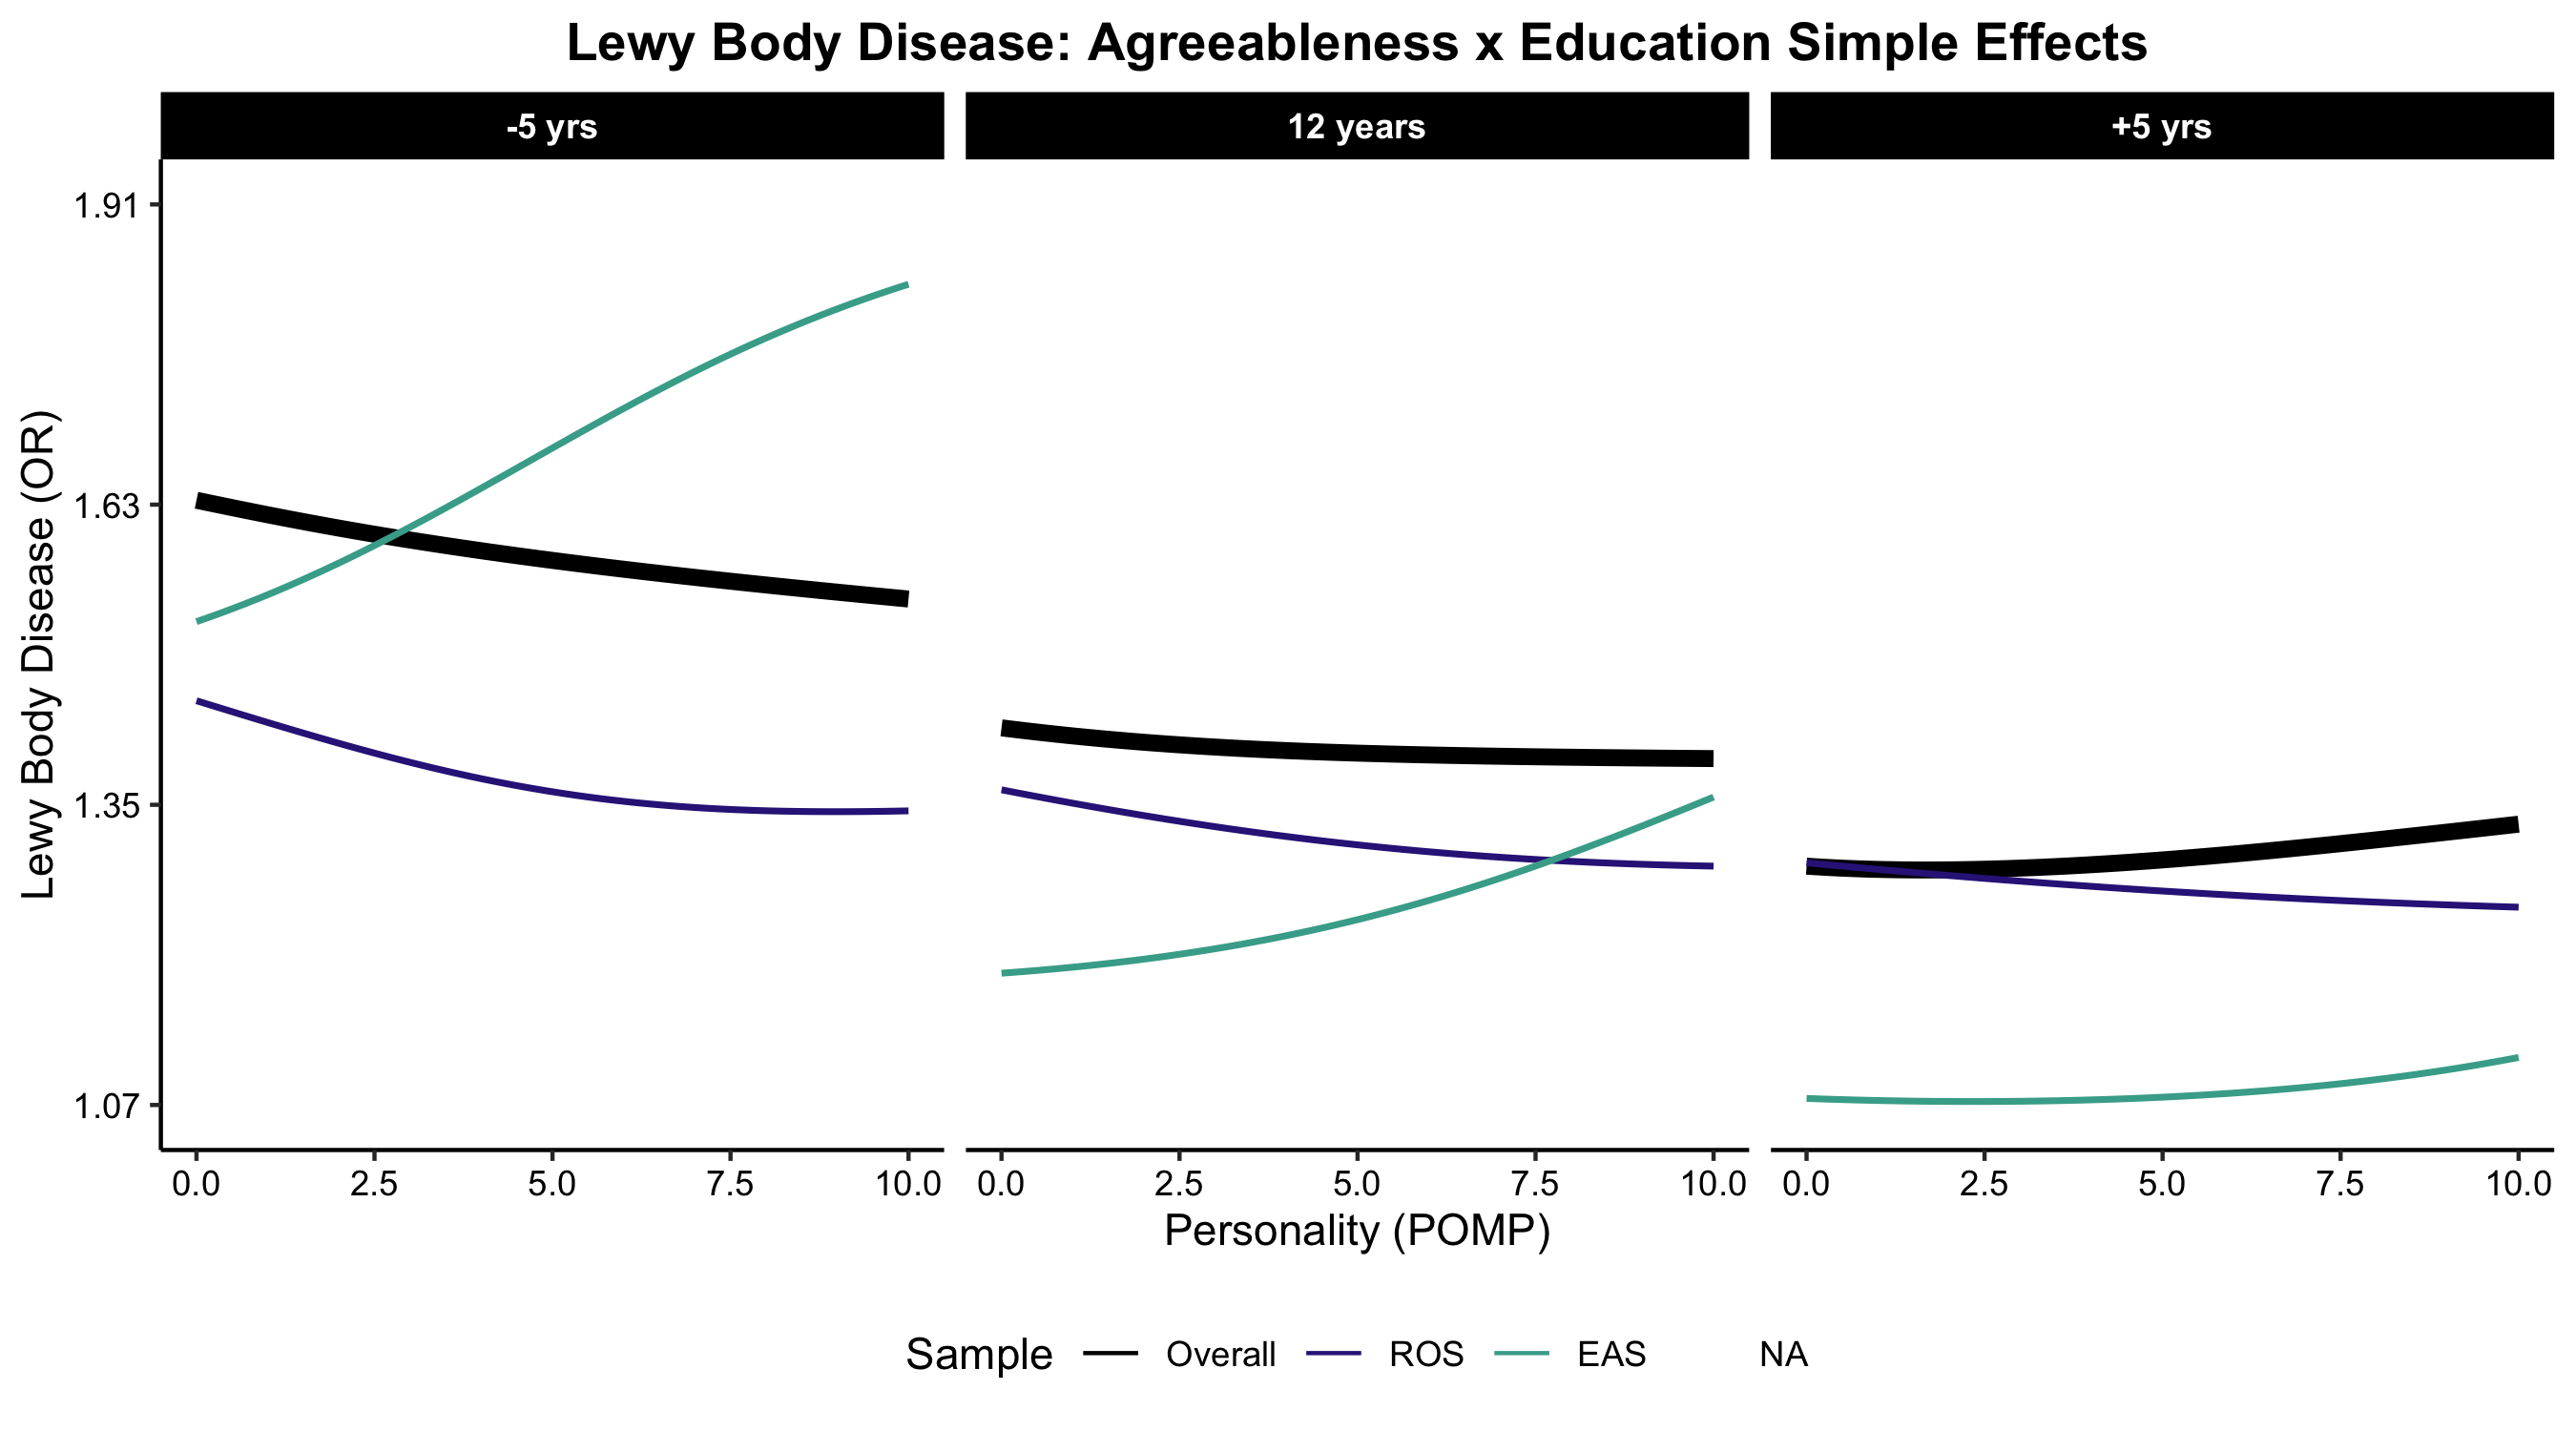 Lewy Body Disease: Agreeableness x Education Simple Effects
-5 yrs
12 years
+5 yrs
Lewy Body Disease (OR)
1.91
1.63
1.35
1.07
0.0 2.5 5.0 7.5 10.0
0.0 2.5 5.0 7.5 10.0
0.0 2.5 5.0 7.5 10.0
Personality (POMP)
Sample Overall ROS EAS NA